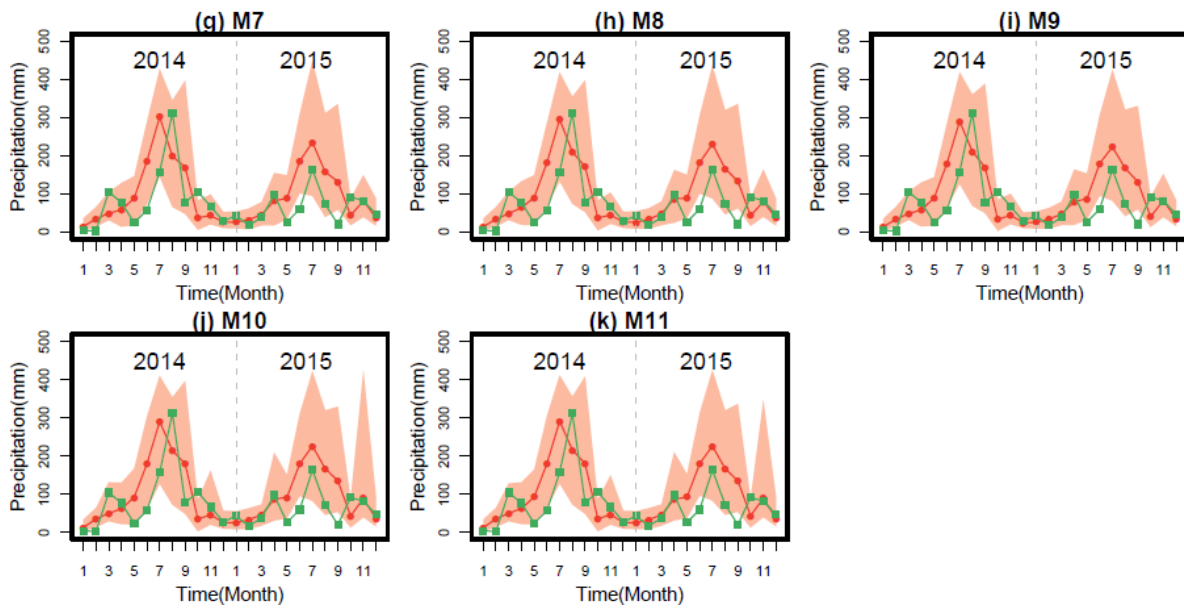 (g) M7
(h) M8
(i) M9
Precipitation(mm)
0 100 200 300 400 500
2014
2015
Precipitation(mm)
0 100 200 300 400 500
2014
2015
Precipitation(mm)
0 100 200 300 400 500
2014
2015
1 3 5 7 9 11 1 3 5 7 9 11
1 3 5 7 9 11 1 3 5 7 9 11
1 3 5 7 9 11 1 3 5 7 9 11
Time(Month)
Time(Month)
Time(Month)
(j) M10
(k) M11
Precipitation(mm)
0 100 200 300 400 500
2014
2015
Precipitation(mm)
0 100 200 300 400 500
2014
2015
1 3 5 7 9 11 1 3 5 7 9 11
1 3 5 7 9 11 1 3 5 7 9 11
Time(Month)
Time(Month)